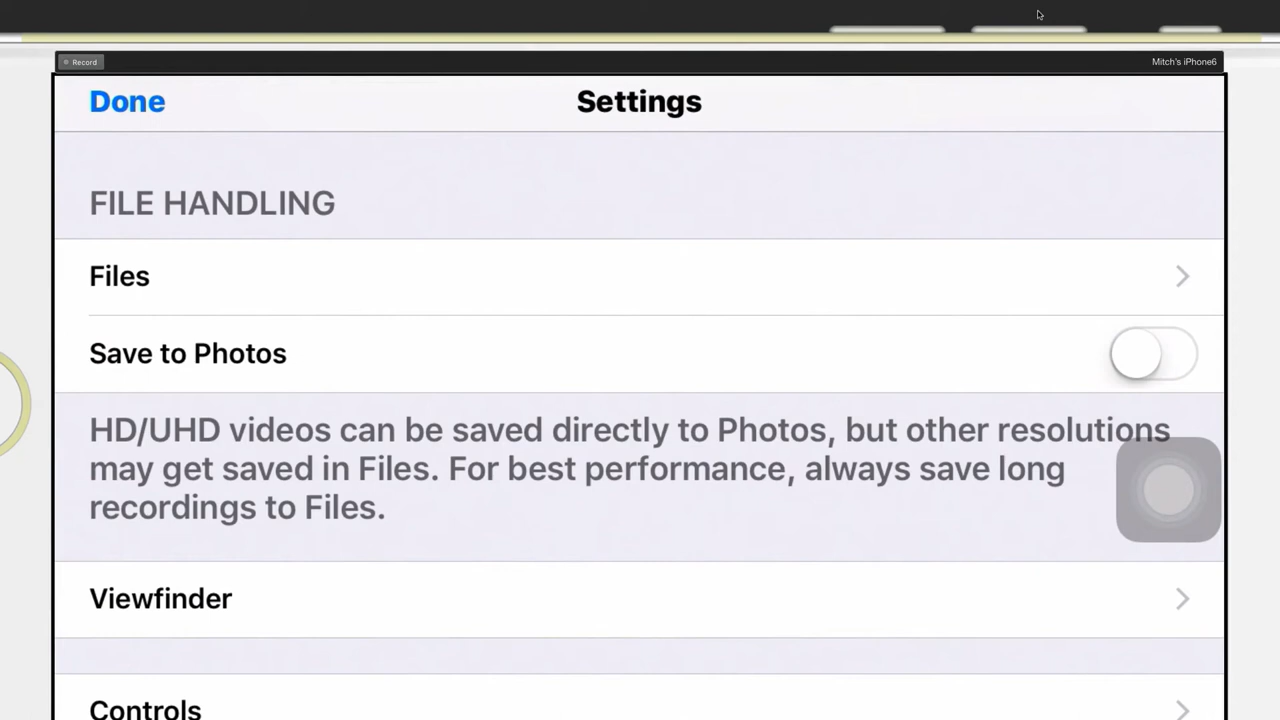 Record
Mitch's iPhone6
Done
Settings
FILE HANDLING
Files
Save to Photos
HD/UHD videos can be saved directly to Photos, but other resolutions
may get saved in Files. For best performance, always save long
recordings to Files.
Viewfinder
Controls